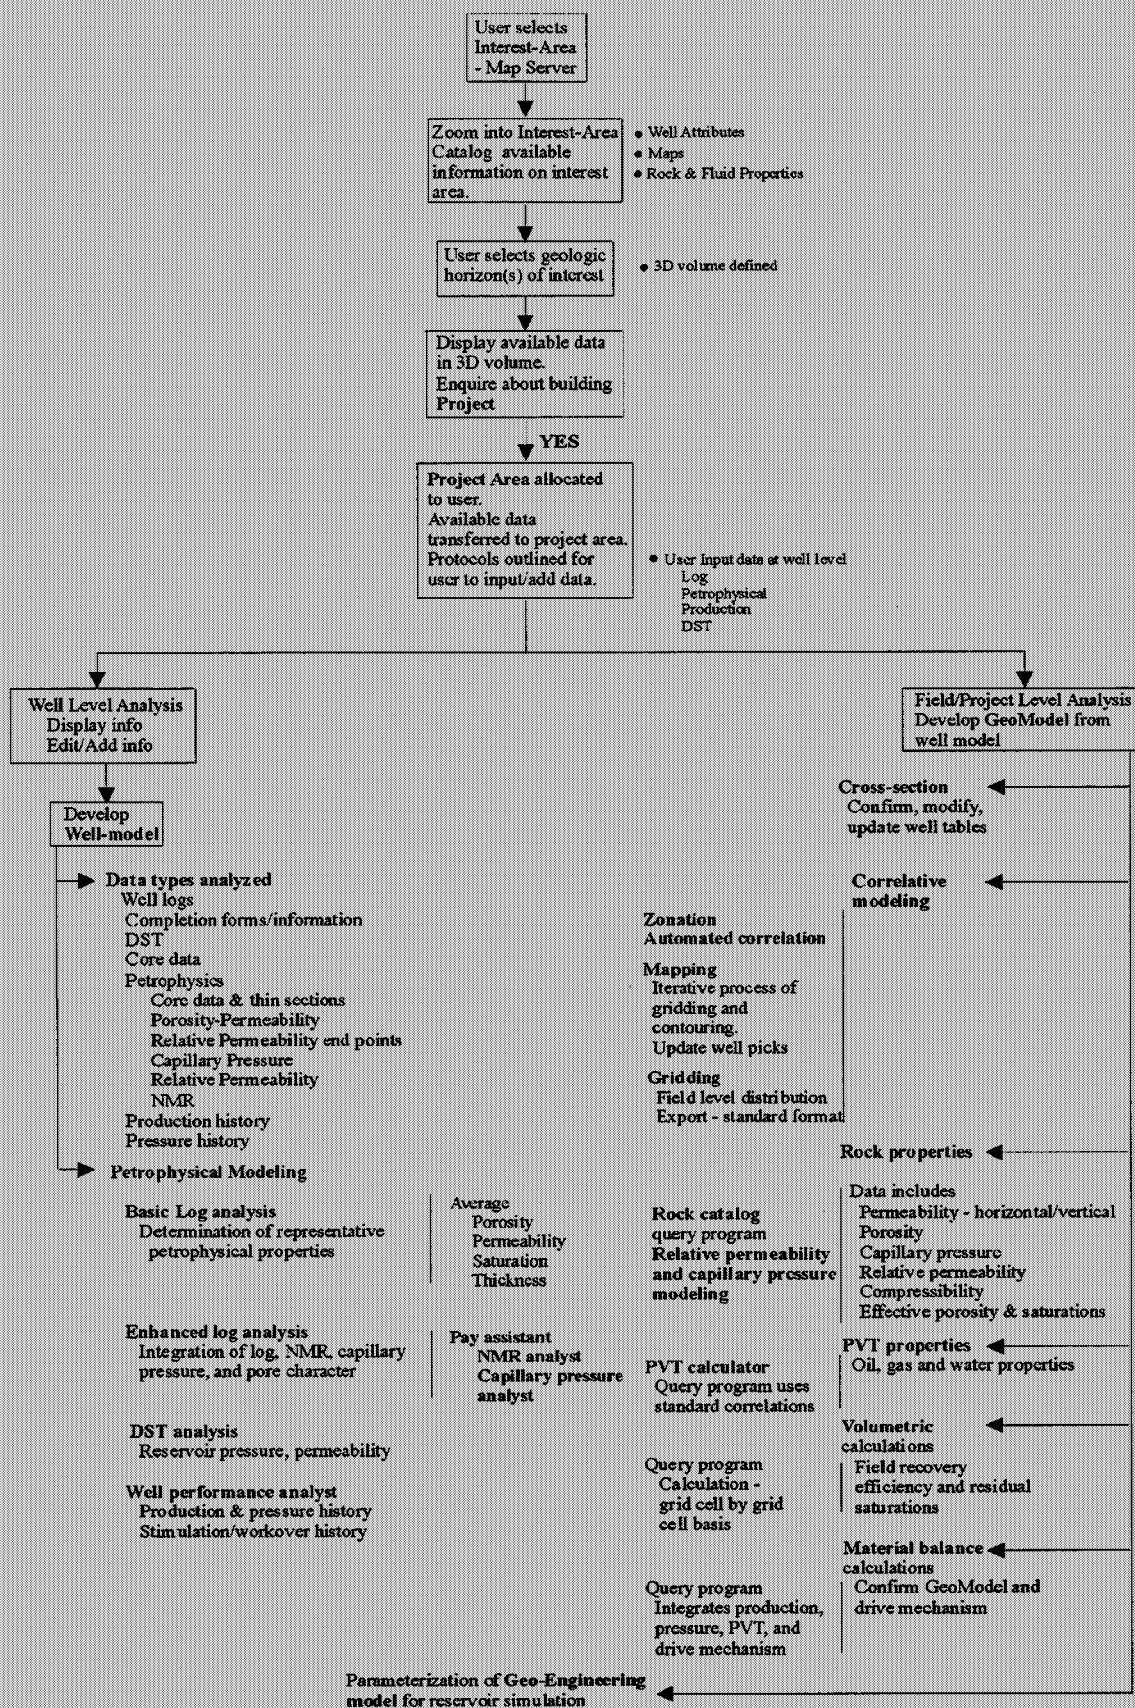 User selects
Interest-Area
- Map Server
Zoom into Interest-Area
Catalog available
information on interest
area.
• Well Attributes
• Maps
• Rock & Fluid Properties
User selects geologic
horizon(s) of interest
• 3D volume defined
Display available data
in 3D volume.
Enquire about building
Project
YES
Project Area allocated
to user.
Available data
transferred to project area.
Protocols outlined for
user to input/add data.
• User Input data at well level
Log
Petrophysical
Production
DST
Well Level Analysis
Display info
Edit/Add info
Develop
Well-model
Data types analyzed
Well logs
Completion forms/information
DST
Core data
Petrophysics
Core data & thin sections
Porosity-Permeability
Relative Permeability end points
Capillary Pressure
Relative Permeability
NMR
Production history
Pressure history
Petrophysical Modeling
Basic Log analysis
Determination of representative
petrophysical properties
Average
Porosity
Permeability
Saturation
Thickness
Enhanced log analysis
Integration of log, NMR, capillary
pressure, and pore character
Pay assistant
NMR analyst
Capillary pressure
analyst
DST analysis
Reservoir pressure, permeability
Well performance analyst
Production & pressure history
Stimulation/workover history
Field/Project Level Analysis
Develop GeoModel from
well model
Cross-section
Confirm, modify,
update well tables
Correlative
modeling
Zonation
Automated correlation
Mapping
Iterative process of
gridding and
contouring.
Update well picks
Gridding
Field level distribution
Export - standard format
Rock properties
Data includes
Permeability - horizontal/vertical
Porosity
Capillary pressure
Relative permeability
Compressibility
Effective porosity & saturations
Rock catalog
query program
Relative permeability
and capillary pressure
modeling
PVT properties
Oil, gas and water properties
PVT calculator
Query program uses
standard correlations
Volumetric
calculations
Field recovery
efficiency and residual
saturations
Query program
Calculation -
grid cell by grid
cell basis
Material balance
calculations
Confirm GeoModel and
drive mechanism
Query program
Integrates production,
pressure, PVT, and
drive mechanism
Parameterization of Geo-Engineering
model for reservoir simulation